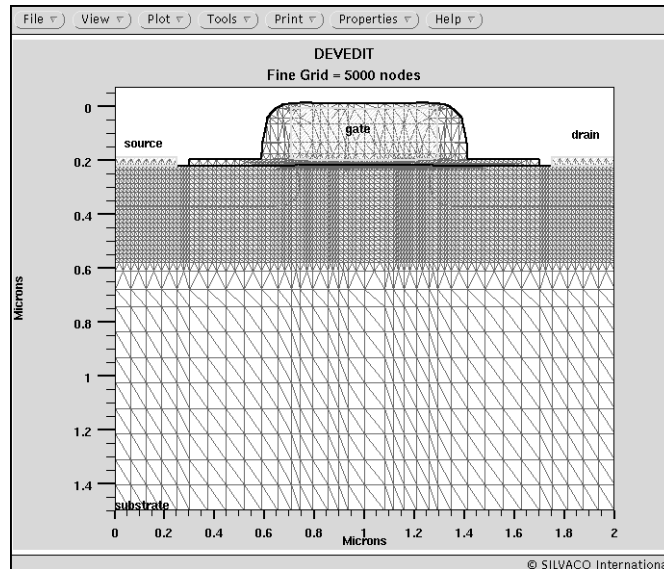 File View Plot Tools Print Properties Help
DEVEDIT
Fine Grid = 5000 nodes
0
gate
source
drain
0.2
0.4
0.6
Microns
0.8
1
1.2
1.4
substrate
0 0.2 0.4 0.6 0.8 1 1.2 1.4 1.6 1.8 2
Microns
© SILVACO Internationa